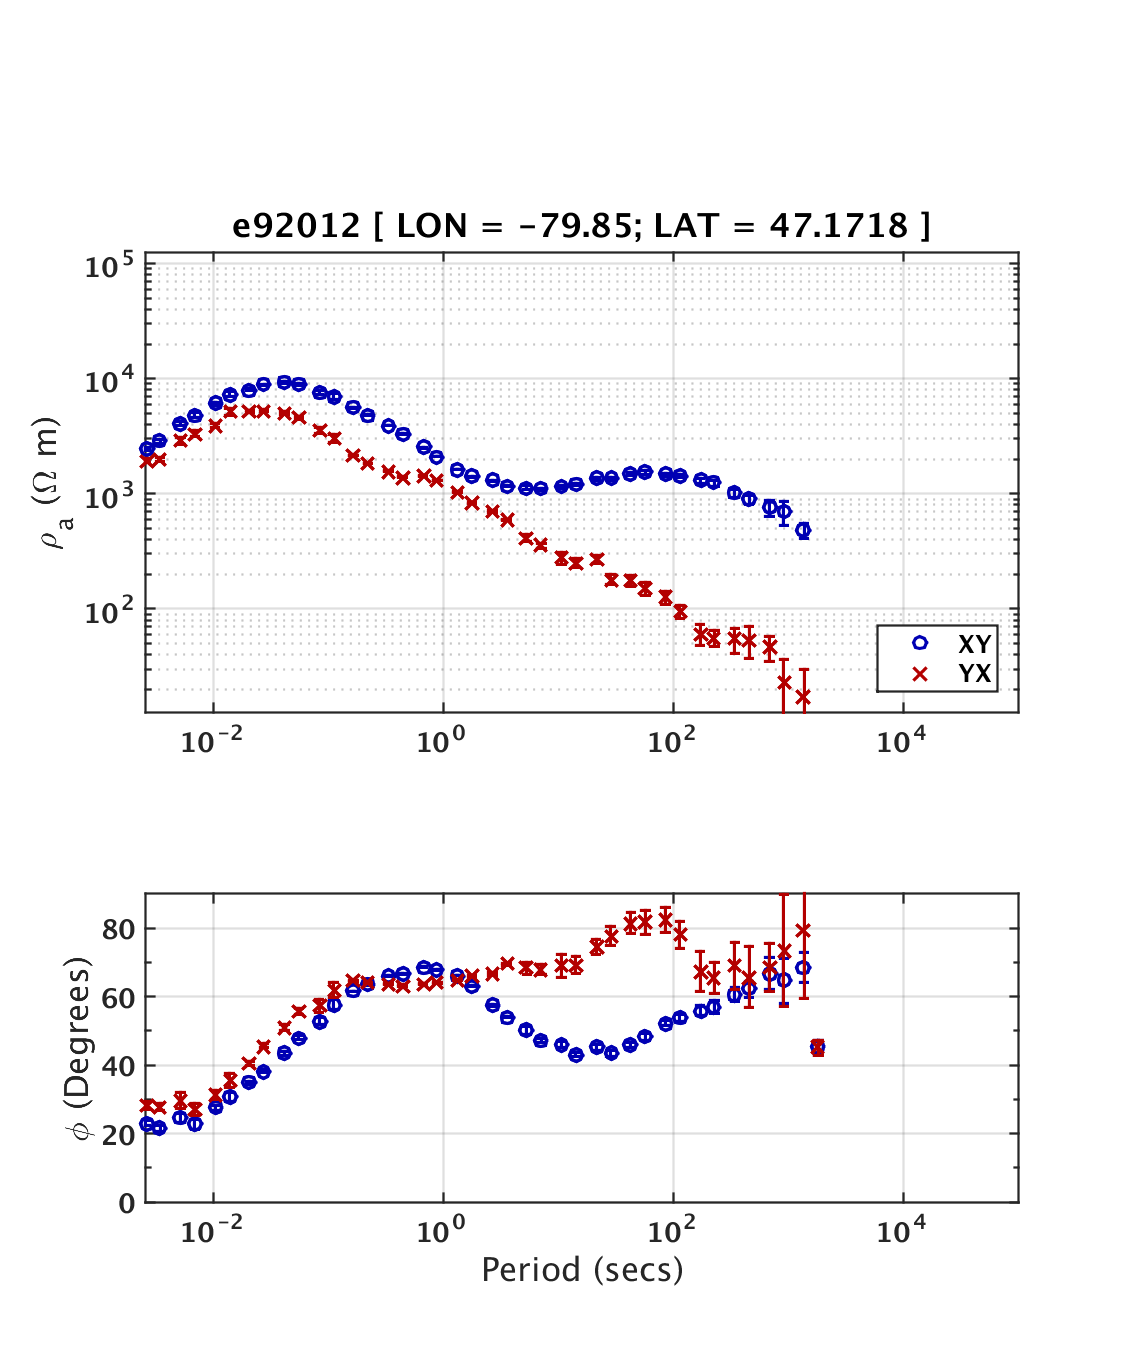 e92012 [ LON = -79.85; LAT = 47.1718 ]
10^5
10^4
10^3
10^2
ρ_a (Ω m)
XY
YX
10^-2
10^0
10^2
10^4
80
60
40
20
0
φ (Degrees)
10^-2
10^0
10^2
10^4
Period (secs)